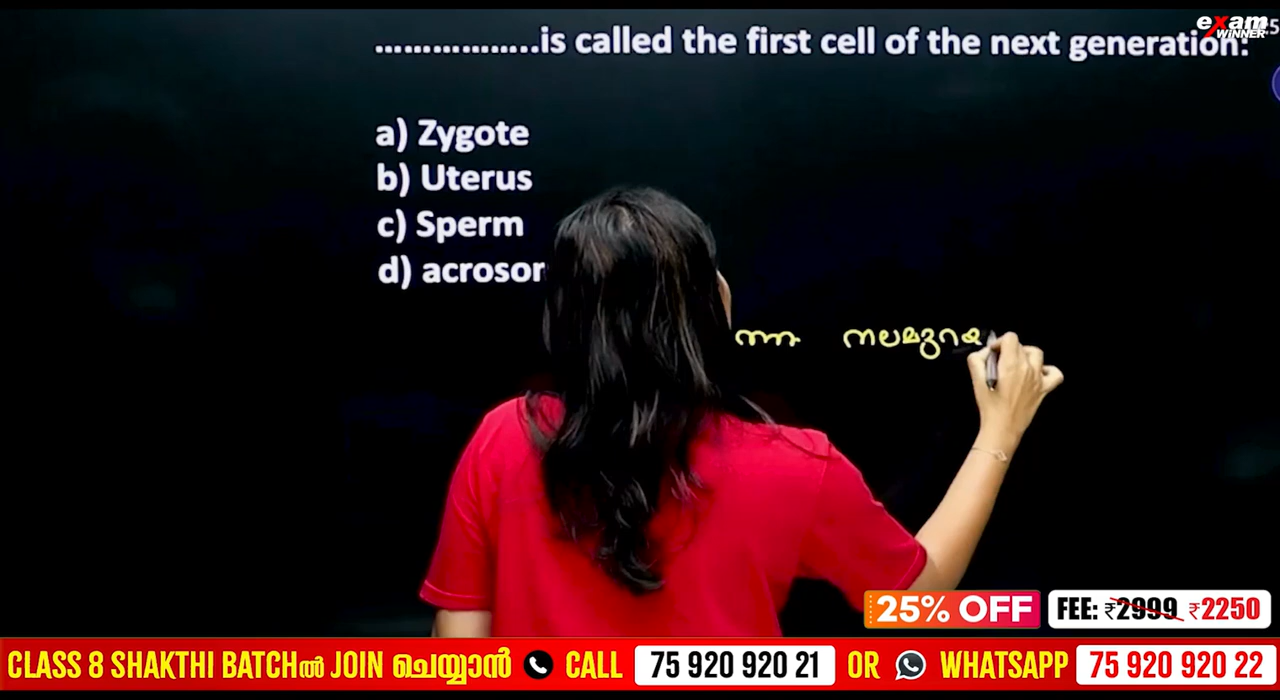 exam
WINNER
................is called the first cell of the next generation:
a) Zygote
b) Uterus
c) Sperm
d) acrosor
25% OFF FEE: ₹2999 ₹2250
CLASS 8 SHAKTHI BATCHൽ JOIN ചെയ്യാൻ CALL 75 920 920 21 OR WHATSAPP 75 920 920 22